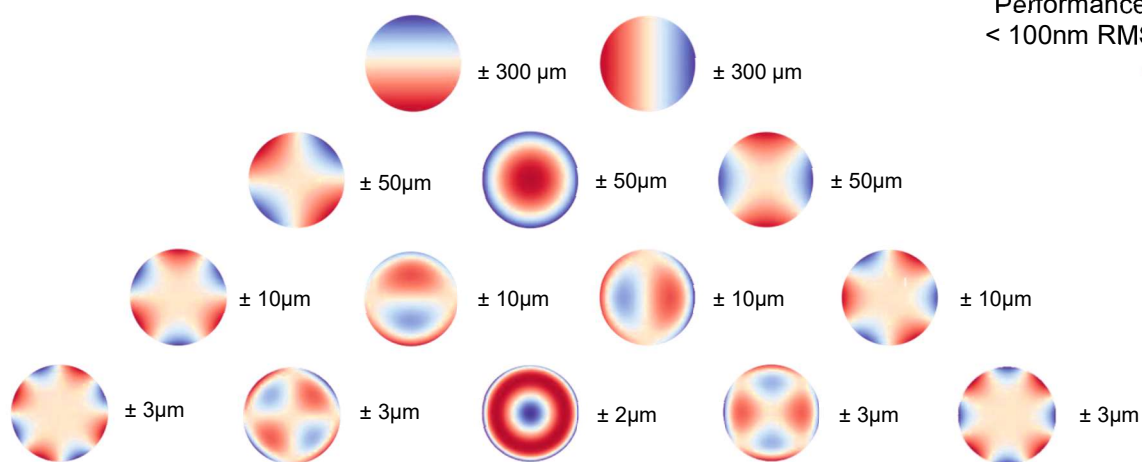 Performance
< 100nm RMS
± 300 µm
± 300 µm
± 50µm
± 50µm
± 50µm
± 10µm
± 10µm
± 10µm
± 10µm
± 3µm
± 3µm
± 2µm
± 3µm
± 3µm